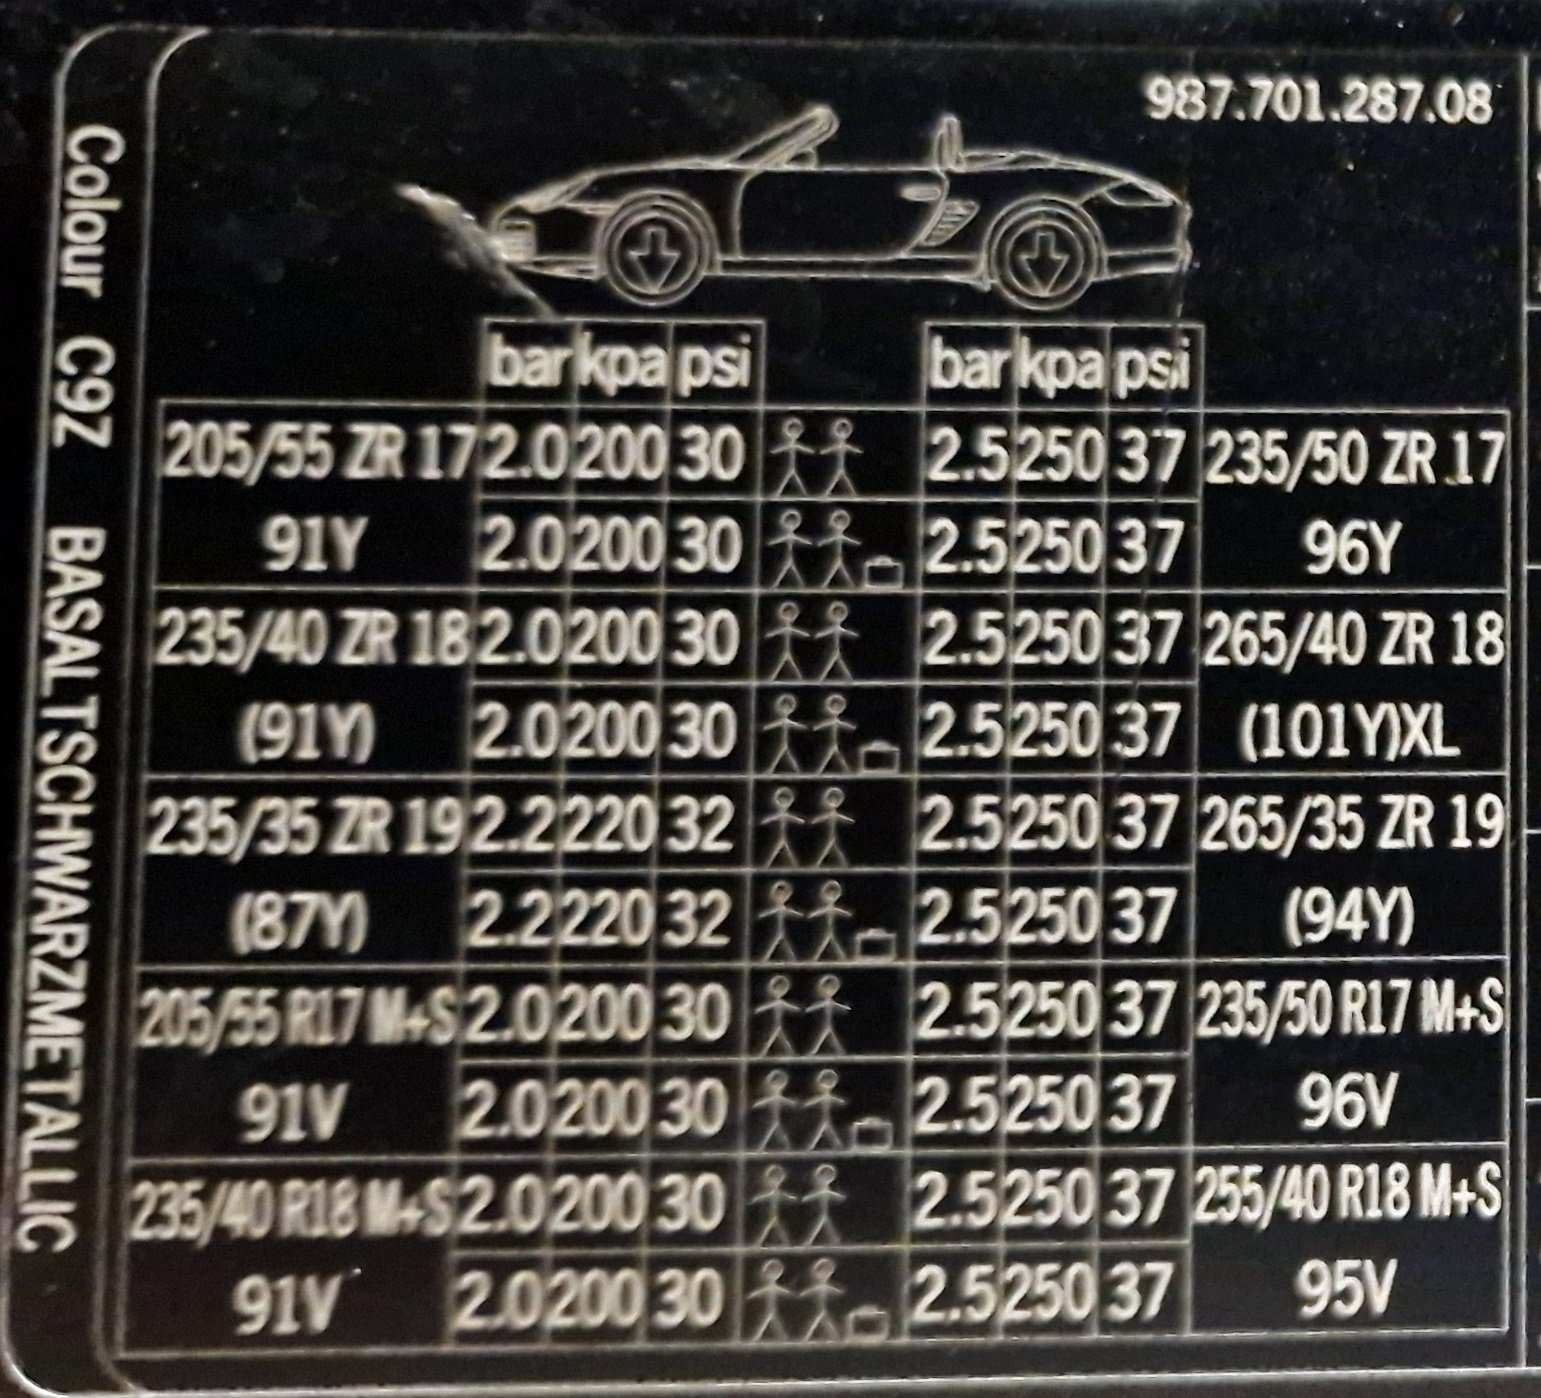 987.701.287.08
Colour C9Z BASALTSCHWARZMETALLIC
bar kpa psi bar kpa psi
205/55 ZR 17 2.0 200 30 2.5 250 37 235/50 ZR 17
91Y 2.0 200 30 2.5 250 37 96Y
235/40 ZR 18 2.0 200 30 2.5 250 37 265/40 ZR 18
(91Y) 2.0 200 30 2.5 250 37 (101Y)XL
235/35 ZR 19 2.2 220 32 2.5 250 37 265/35 ZR 19
(87Y) 2.2 220 32 2.5 250 37 (94Y)
205/55 R17 M+S 2.0 200 30 2.5 250 37 235/50 R17 M+S
91V 2.0 200 30 2.5 250 37 96V
235/40 R18 M+S 2.0 200 30 2.5 250 37 255/40 R18 M+S
91V 2.0 200 30 2.5 250 37 95V